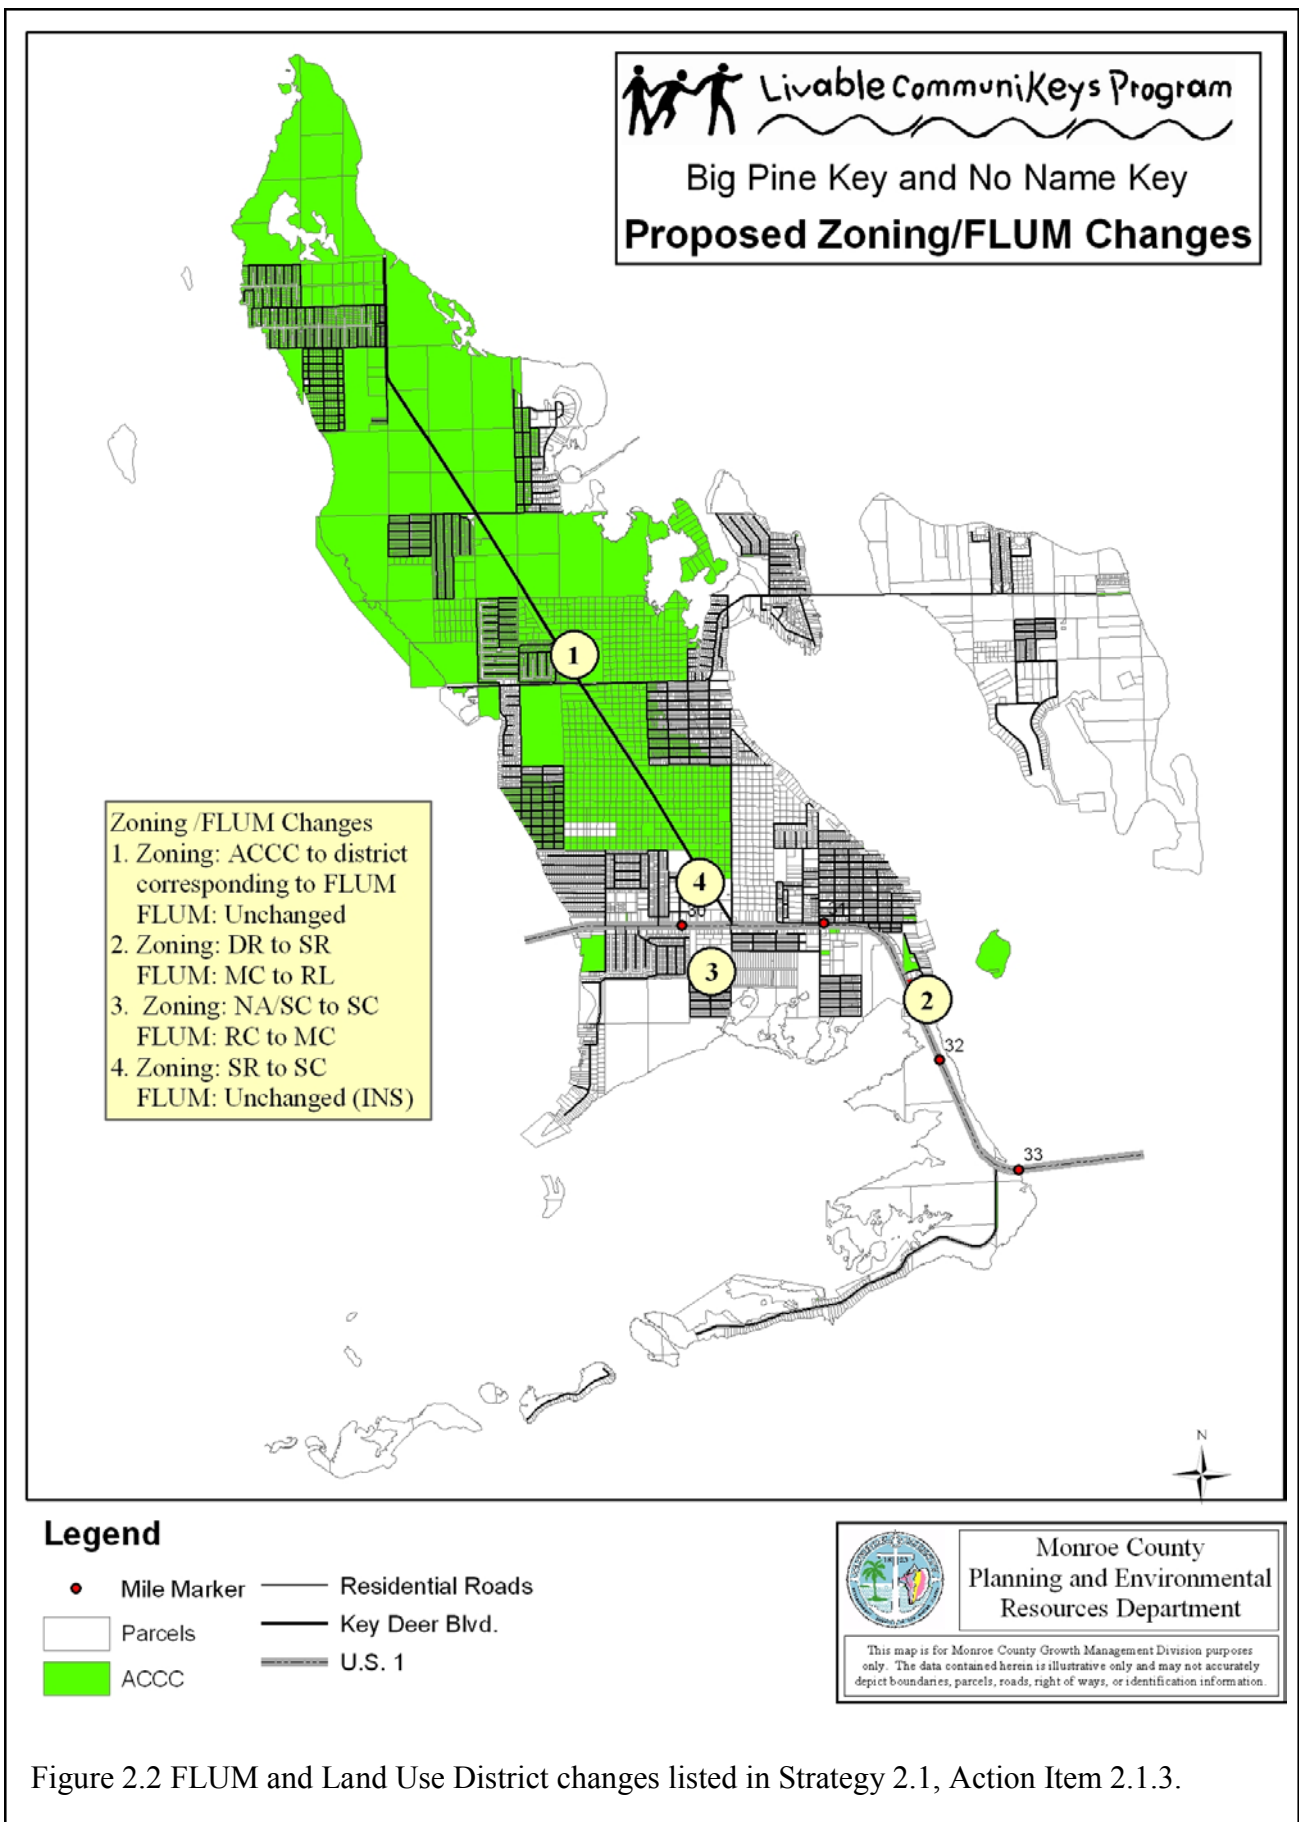 Livable CommuniKeys Program
Big Pine Key and No Name Key
Proposed Zoning/FLUM Changes
1
Zoning /FLUM Changes
1. Zoning: ACCC to district
corresponding to FLUM
FLUM: Unchanged
2. Zoning: DR to SR
FLUM: MC to RL
3. Zoning: NA/SC to SC
FLUM: RC to MC
4. Zoning: SR to SC
FLUM: Unchanged (INS)
4
3
2
32
33
N
Legend
Mile Marker
Parcels
ACCC
Residential Roads
Key Deer Blvd.
U.S. 1
Monroe County
Planning and Environmental
Resources Department
This map is for Monroe County Growth Management Division purposes
only. The data contained herein is illustrative only and may not accurately
depict boundaries, parcels, roads, right of ways, or identification information.
Figure 2.2 FLUM and Land Use District changes listed in Strategy 2.1, Action Item 2.1.3.